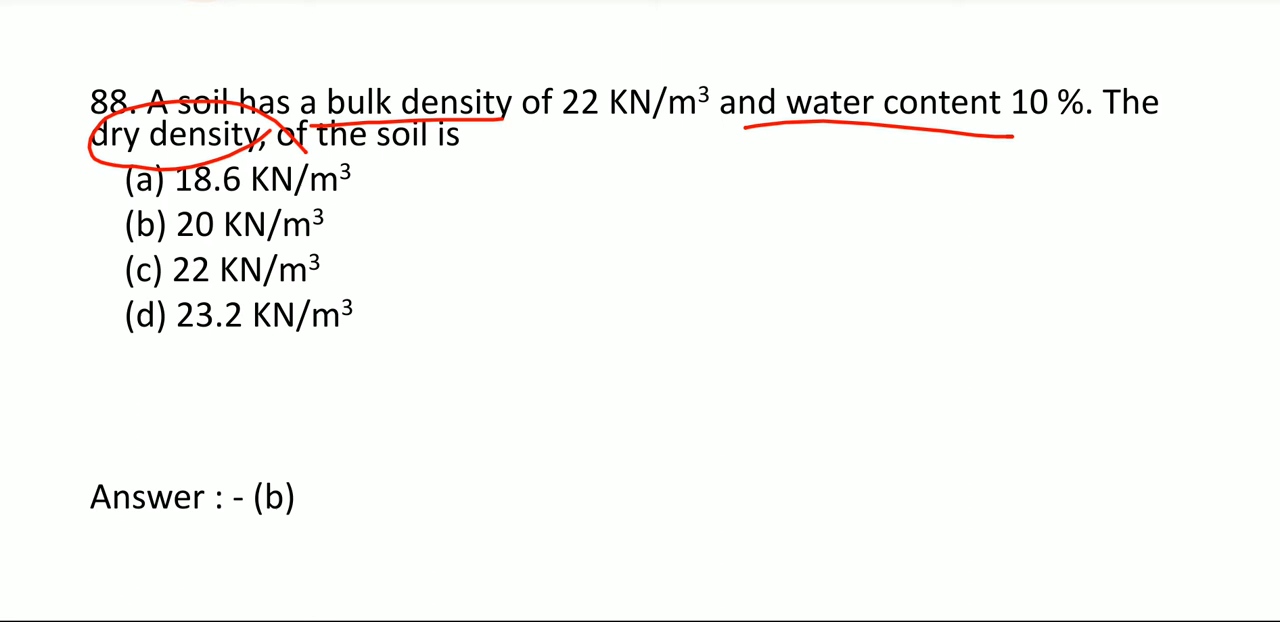 88. A soil has a bulk density of 22 KN/m³ and water content 10 %. The
dry density, of the soil is
(a) 18.6 KN/m³
(b) 20 KN/m³
(c) 22 KN/m³
(d) 23.2 KN/m³
Answer : - (b)